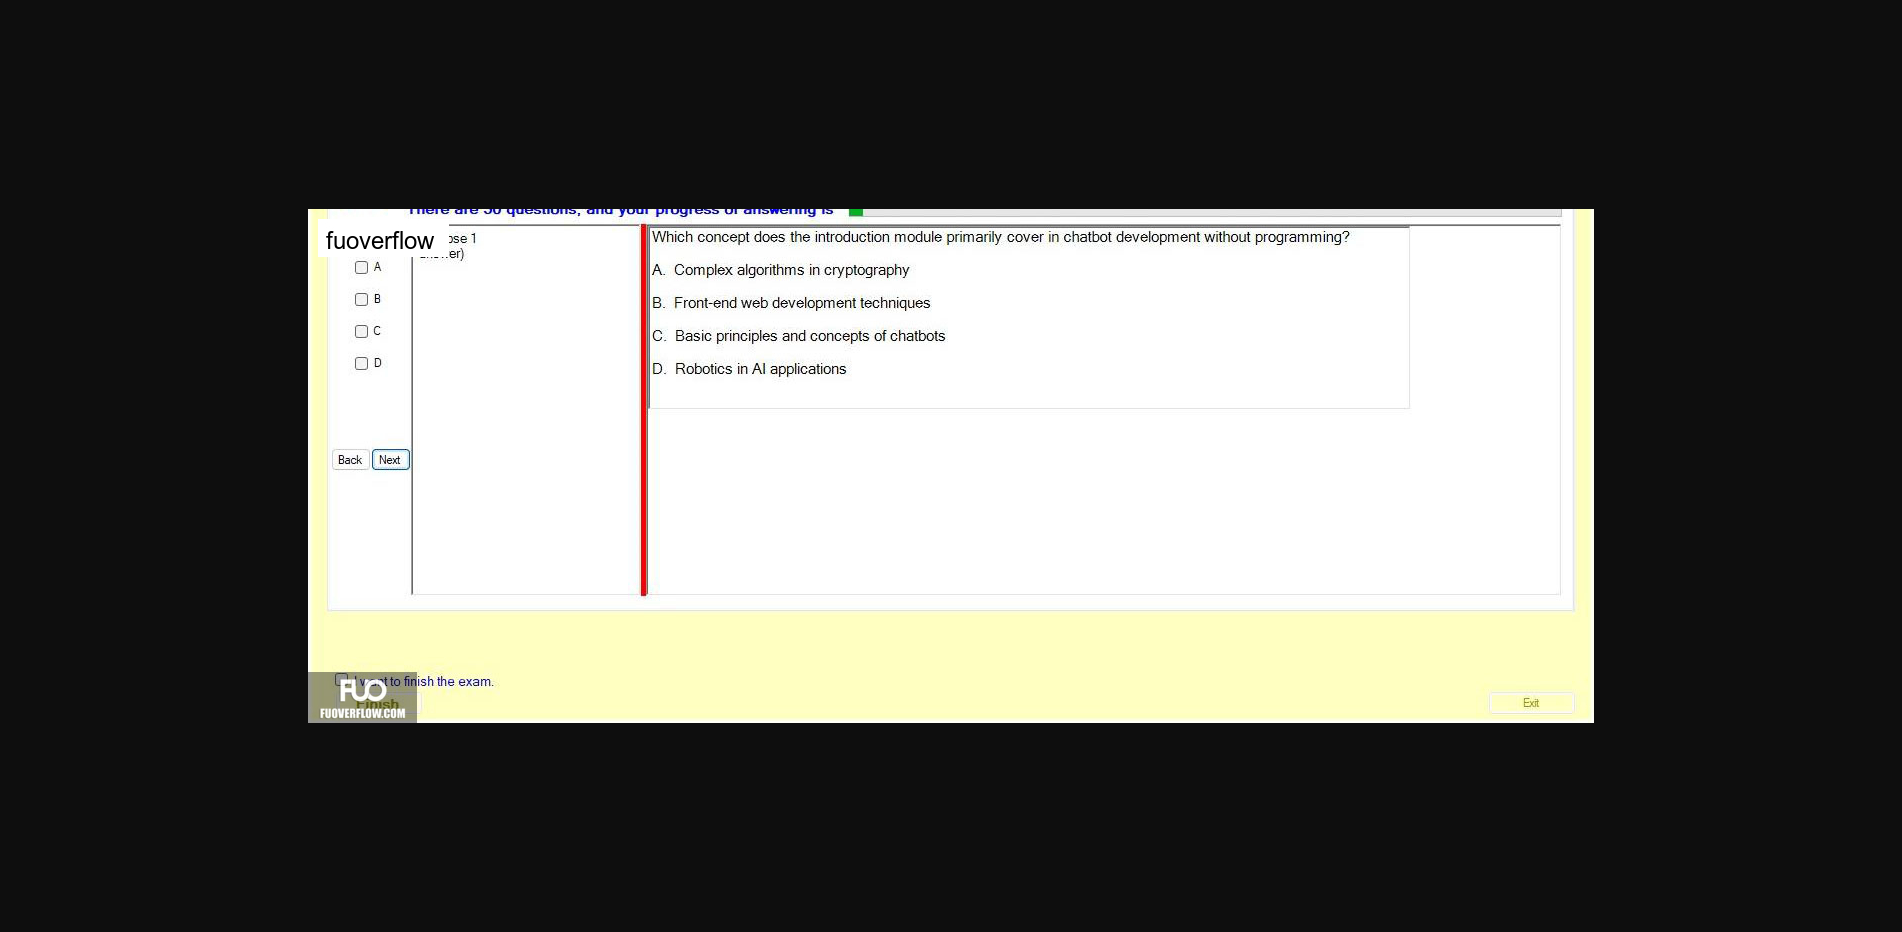 There are 50 questions, and your progress of answering is
fuoverflow
ose 1
er)
A
B
C
D
Back Next
Which concept does the introduction module primarily cover in chatbot development without programming?
A. Complex algorithms in cryptography
B. Front-end web development techniques
C. Basic principles and concepts of chatbots
D. Robotics in AI applications
I want to finish the exam.
Finish
FUO
FUOVERFLOW.COM
Exit